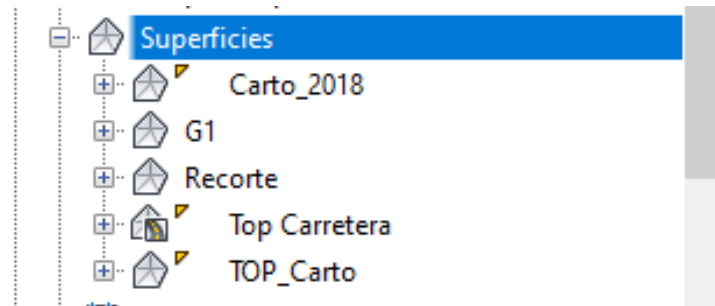 Superficies
Carto_2018
G1
Recorte
Top Carretera
TOP_Carto